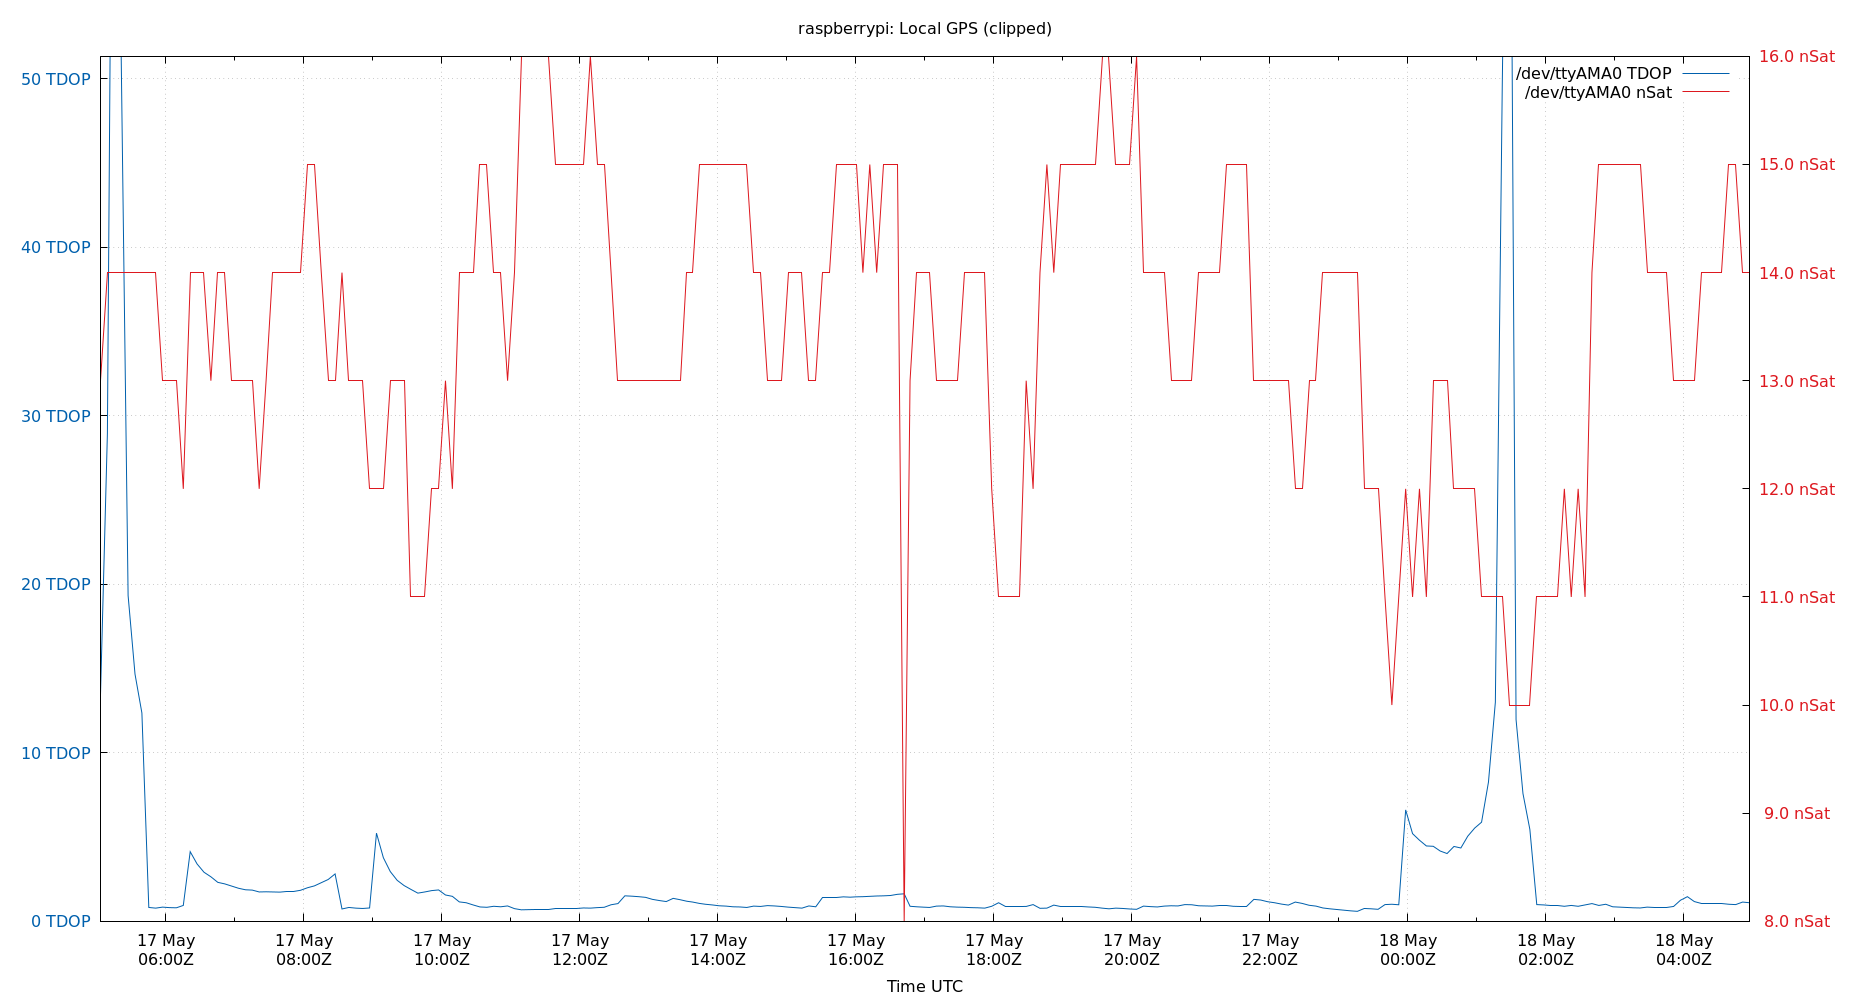 raspberrypi: Local GPS (clipped)
50 TDOP
40 TDOP
30 TDOP
20 TDOP
10 TDOP
0 TDOP
16.0 nSat
15.0 nSat
14.0 nSat
13.0 nSat
12.0 nSat
11.0 nSat
10.0 nSat
9.0 nSat
8.0 nSat
/dev/ttyAMA0 TDOP
/dev/ttyAMA0 nSat
17 May
06:00Z
17 May
08:00Z
17 May
10:00Z
17 May
12:00Z
17 May
14:00Z
17 May
16:00Z
17 May
18:00Z
17 May
20:00Z
17 May
22:00Z
18 May
00:00Z
18 May
02:00Z
18 May
04:00Z
Time UTC